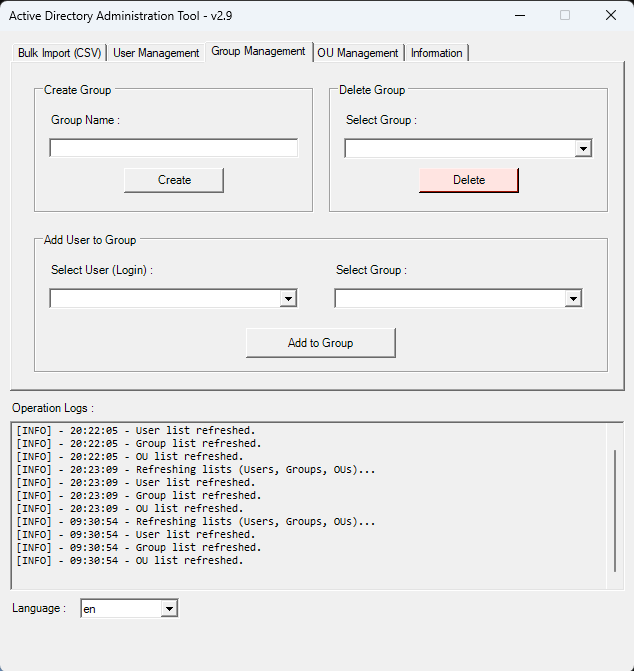 Active Directory Administration Tool - v2.9
Bulk Import (CSV) User Management Group Management OU Management Information
Create Group
Group Name :
Create
Delete Group
Select Group :
Delete
Add User to Group
Select User (Login) :
Select Group :
Add to Group
Operation Logs :
[INFO] - 20:22:05 - User list refreshed.
[INFO] - 20:22:05 - Group list refreshed.
[INFO] - 20:22:05 - OU list refreshed.
[INFO] - 20:23:09 - Refreshing lists (Users, Groups, OUs)...
[INFO] - 20:23:09 - User list refreshed.
[INFO] - 20:23:09 - Group list refreshed.
[INFO] - 20:23:09 - OU list refreshed.
[INFO] - 09:30:54 - Refreshing lists (Users, Groups, OUs)...
[INFO] - 09:30:54 - User list refreshed.
[INFO] - 09:30:54 - Group list refreshed.
[INFO] - 09:30:54 - OU list refreshed.
Language : en